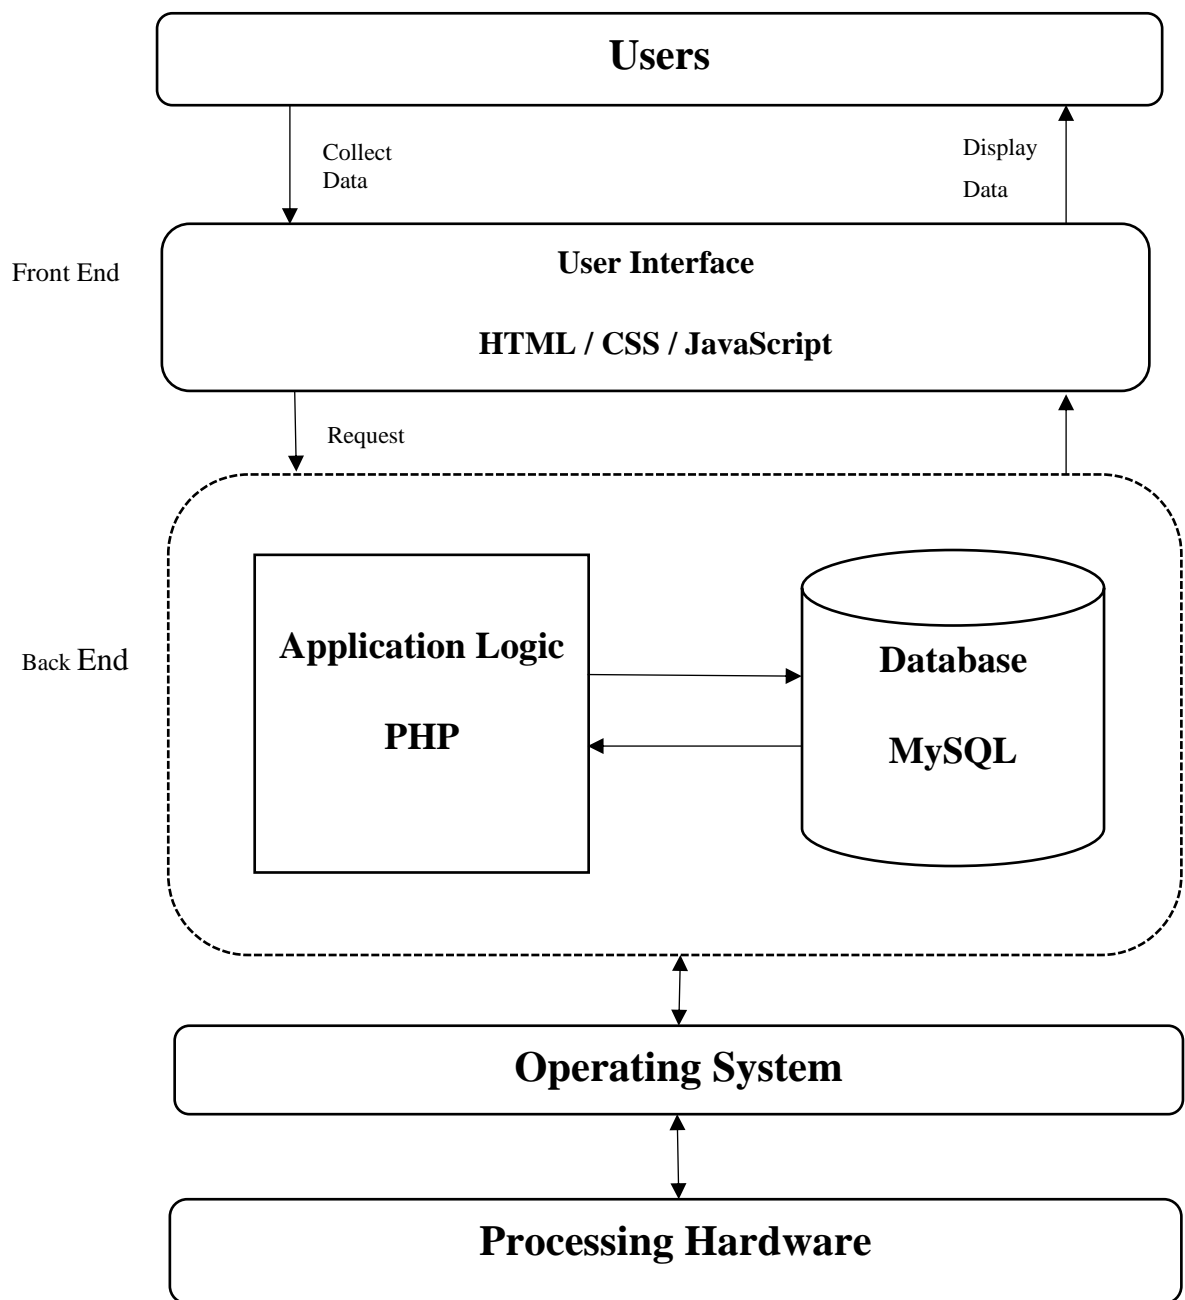 Users
Collect
Data
Display
Data
Front End
User Interface
HTML / CSS / JavaScript
Request
Back End
Application Logic
PHP
Database
MySQL
Operating System
Processing Hardware